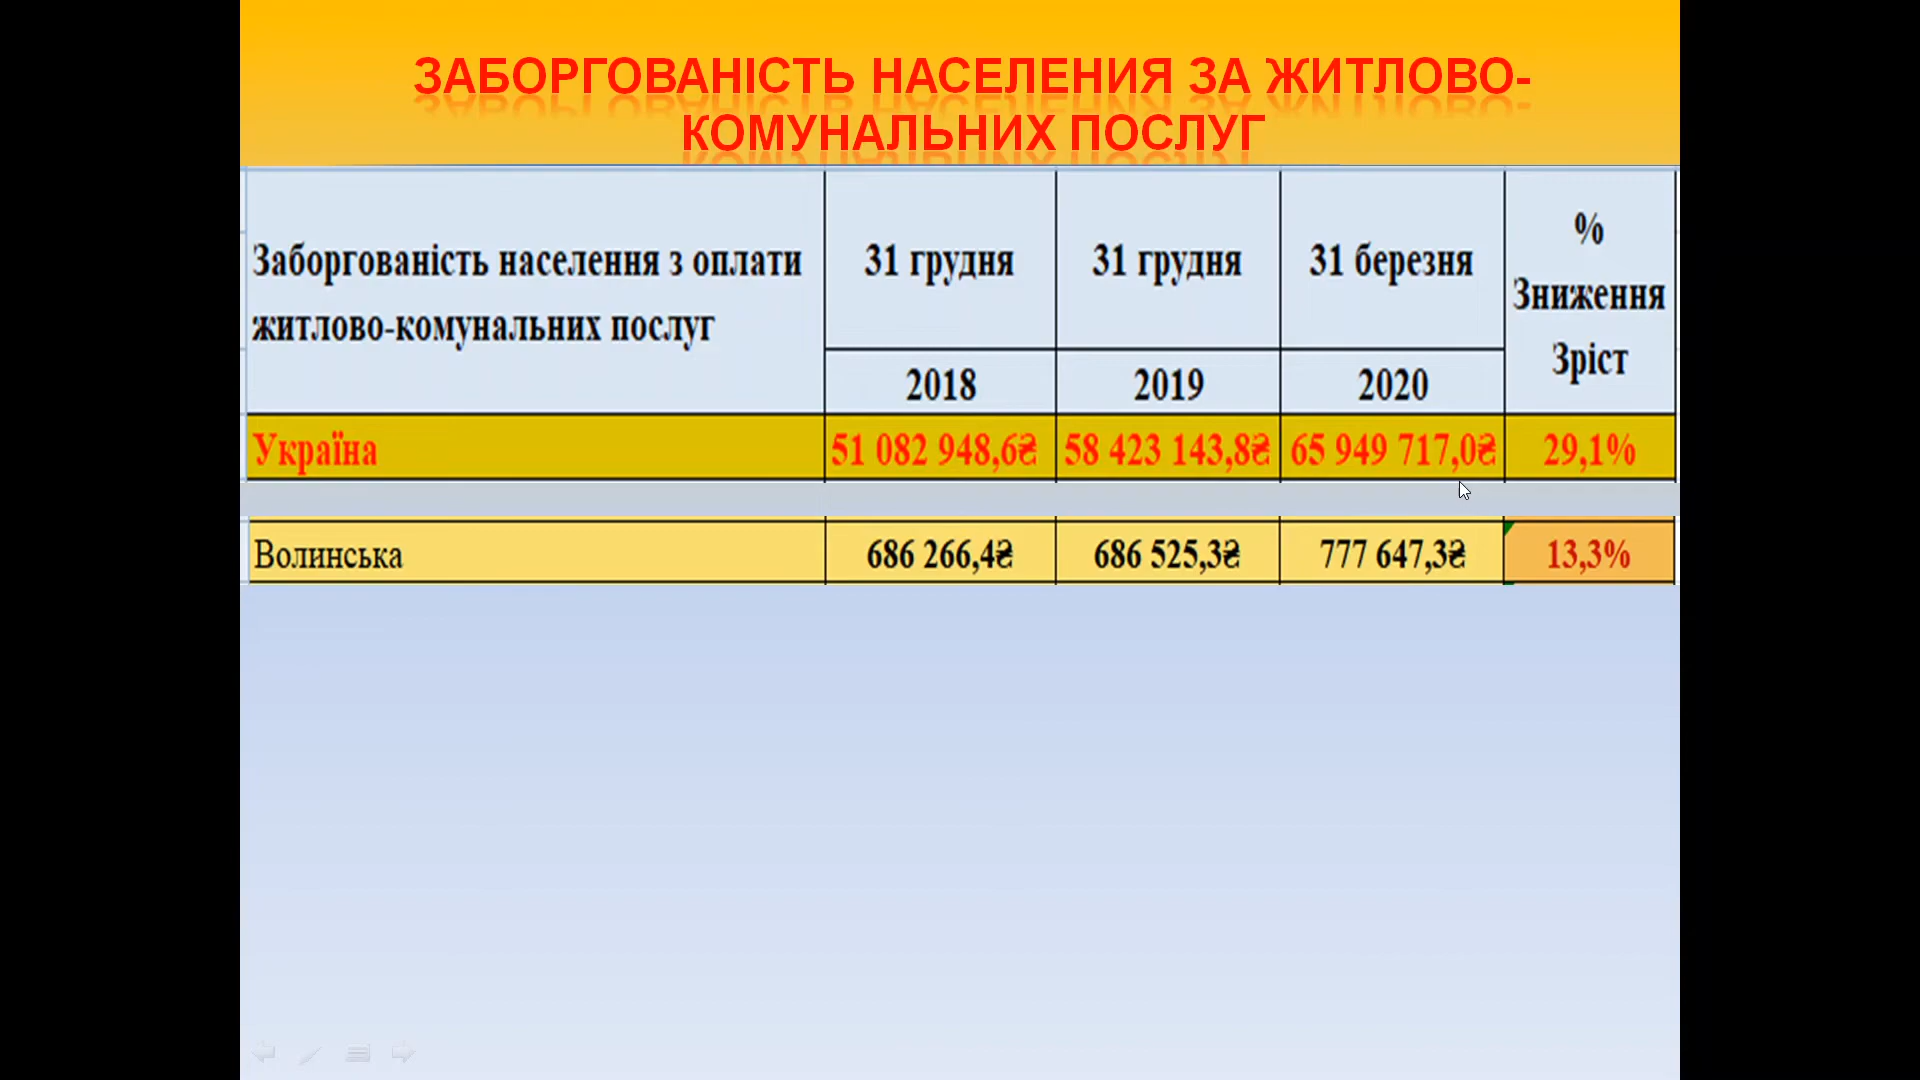 ЗАБОРГОВАНІСТЬ НАСЕЛЕНИЯ ЗА ЖИТЛОВО-
КОМУНАЛЬНИХ ПОСЛУГ
Заборгованість населення з оплати
житлово-комунальних послуг
31 грудня
31 грудня
31 березня
%
Зниження
Зріст
2018
2019
2020
Україна 51 082 948,6₴ 58 423 143,8₴ 65 949 717,0₴ 29,1%
Волинська 686 266,4₴ 686 525,3₴ 777 647,3₴ 13,3%